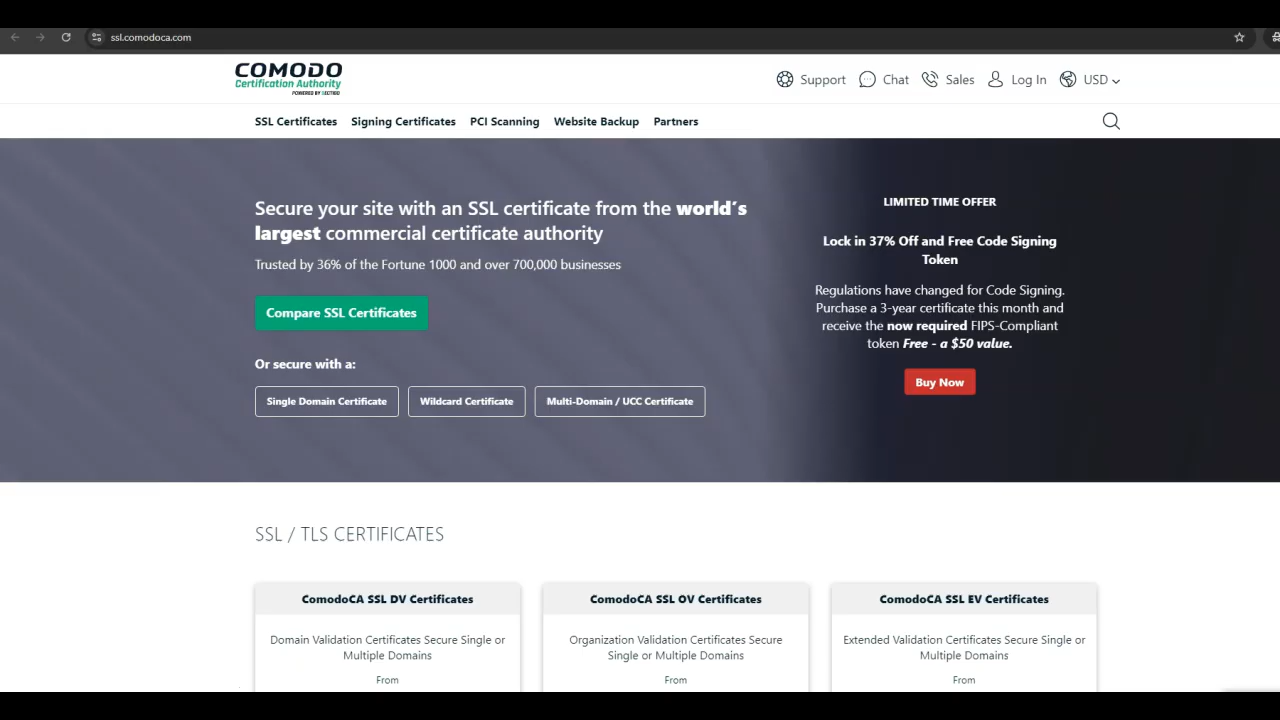 ssl.comodoca.com
COMODO
Certification Authority
POWERED BY SECTIGO
Support
Chat
Sales
Log In
USD
SSL Certificates
Signing Certificates
PCI Scanning
Website Backup
Partners
Secure your site with an SSL certificate from the world's
largest commercial certificate authority
Trusted by 36% of the Fortune 1000 and over 700,000 businesses
Compare SSL Certificates
Or secure with a:
Single Domain Certificate
Wildcard Certificate
Multi-Domain / UCC Certificate
LIMITED TIME OFFER
Lock in 37% Off and Free Code Signing
Token
Regulations have changed for Code Signing.
Purchase a 3-year certificate this month and
receive the now required FIPS-Compliant
token Free - a $50 value.
Buy Now
SSL / TLS CERTIFICATES
ComodoCA SSL DV Certificates
Domain Validation Certificates Secure Single or
Multiple Domains
From
ComodoCA SSL OV Certificates
Organization Validation Certificates Secure
Single or Multiple Domains
From
ComodoCA SSL EV Certificates
Extended Validation Certificates Secure Single or
Multiple Domains
From